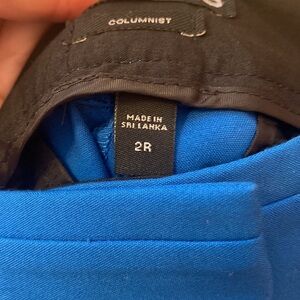 COLUMNIST
MADE IN
SRI LANKA
2R